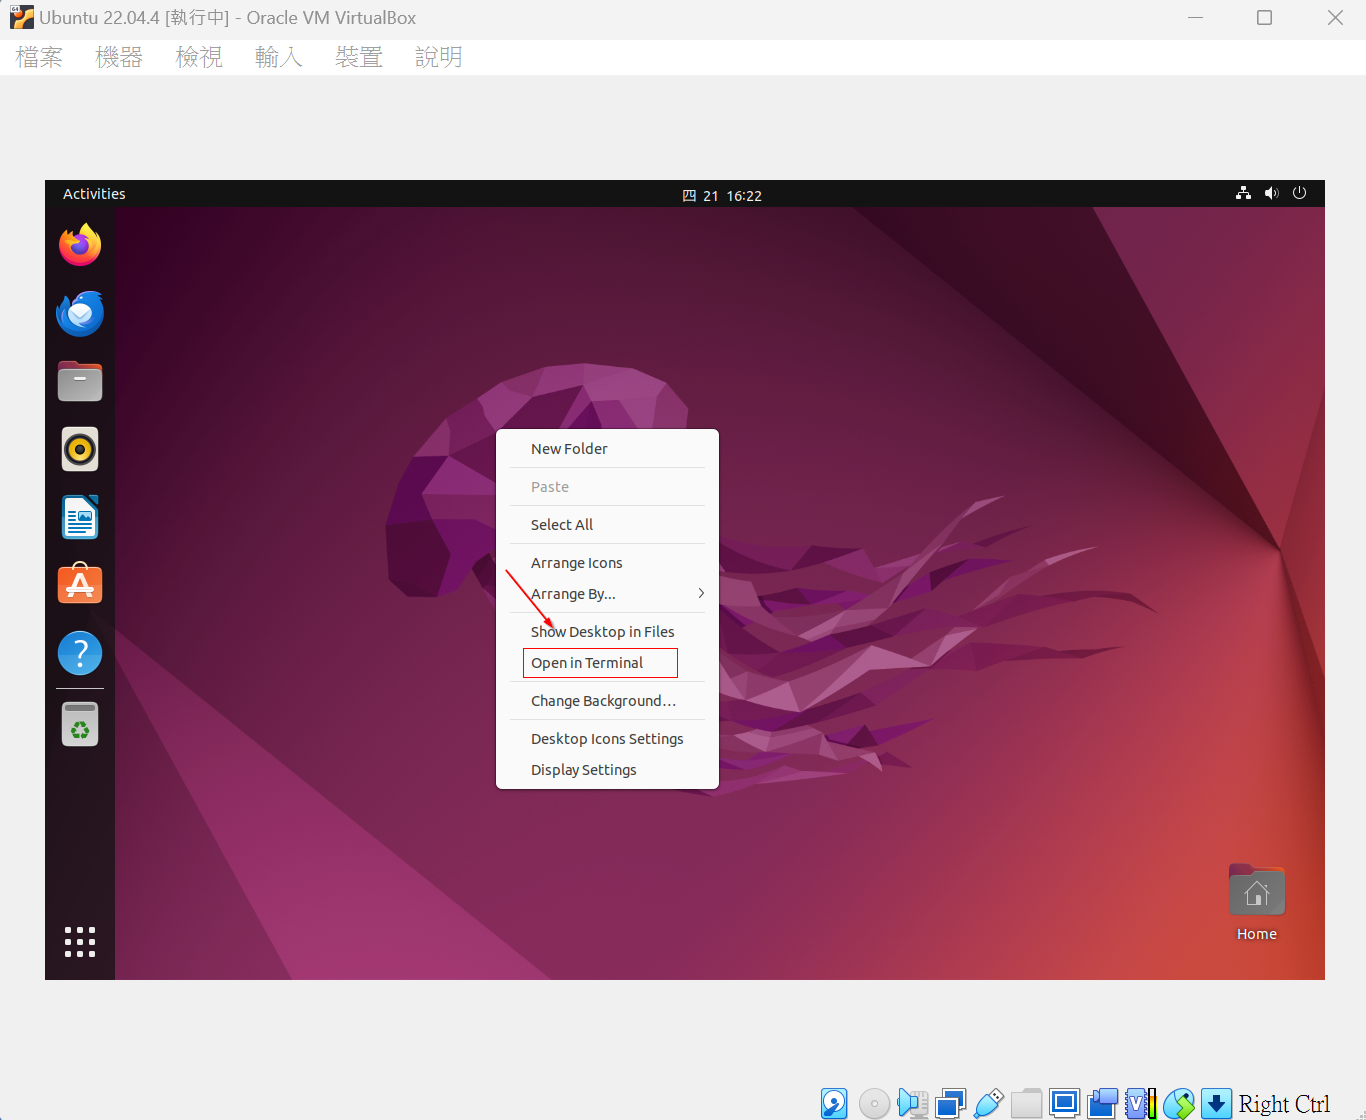 Ubuntu 22.04.4 [執行中] - Oracle VM VirtualBox
檔案 機器 檢視 輸入 裝置 說明
Activities 四 21 16:22
New Folder
Paste
Select All
Arrange Icons
Arrange By...
Show Desktop in Files
Open in Terminal
Change Background…
Desktop Icons Settings
Display Settings
Home
Right Ctrl